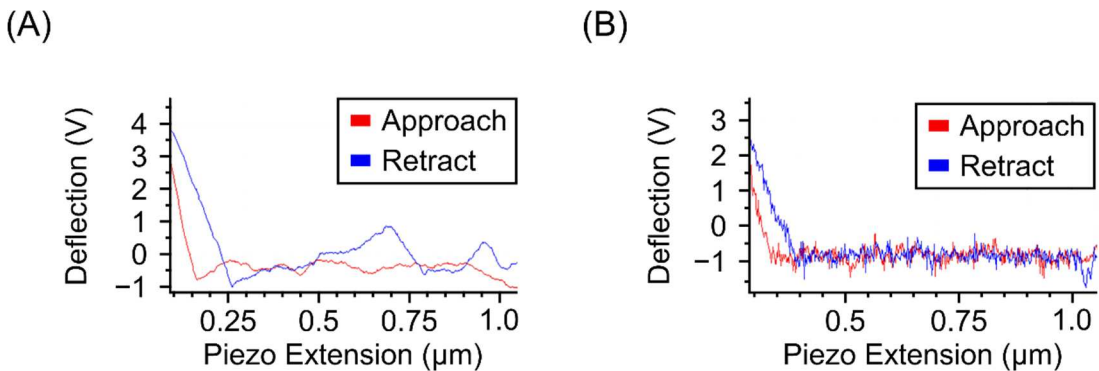 (A)
Deflection (V)
4
3
2
1
0
−1
Approach
Retract
0.25
0.5
0.75
1.0
Piezo Extension (μm)
(B)
Deflection (V)
3
2
1
0
−1
Approach
Retract
0.5
0.75
1.0
Piezo Extension (μm)